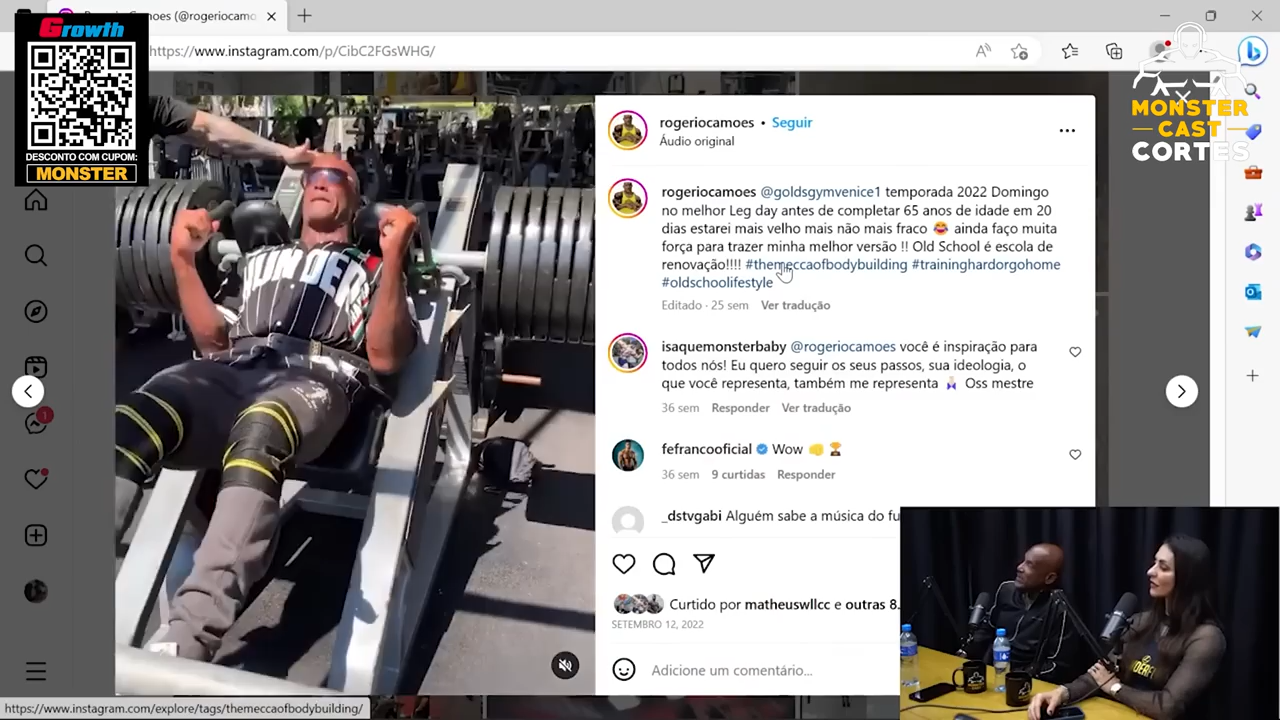 Growth
DESCONTO COM CUPOM:
MONSTER
(@rogeriocamo
https://www.instagram.com/p/CibC2FGsWHG/
MONSTER
CAST
CORTES
rogeriocamoes • Seguir
Áudio original
rogeriocamoes @goldsgymvenice1 temporada 2022 Domingo
no melhor Leg day antes de completar 65 anos de idade em 20
dias estarei mais velho mais não mais fraco 😂 ainda faço muita
força para trazer minha melhor versão !! Old School é escola de
renovação!!!! #themeccaofbodybuilding #traininghardorgohome
#oldschoolifestyle
Editado · 25 sem Ver tradução
isaquemonsterbaby @rogeriocamoes você é inspiração para
todos nós! Eu quero seguir os seus passos, sua ideologia, o
que você representa, também me representa Oss mestre
36 sem Responder Ver tradução
fefrancooficial Wow 👊 🏆
36 sem 9 curtidas Responder
_dstvgabi Alguém sabe a música do fu
Curtido por matheuswllcc e outras 8.
SETEMBRO 12, 2022
Adicione um comentário...
1
https://www.instagram.com/explore/tags/themeccaofbodybuilding/